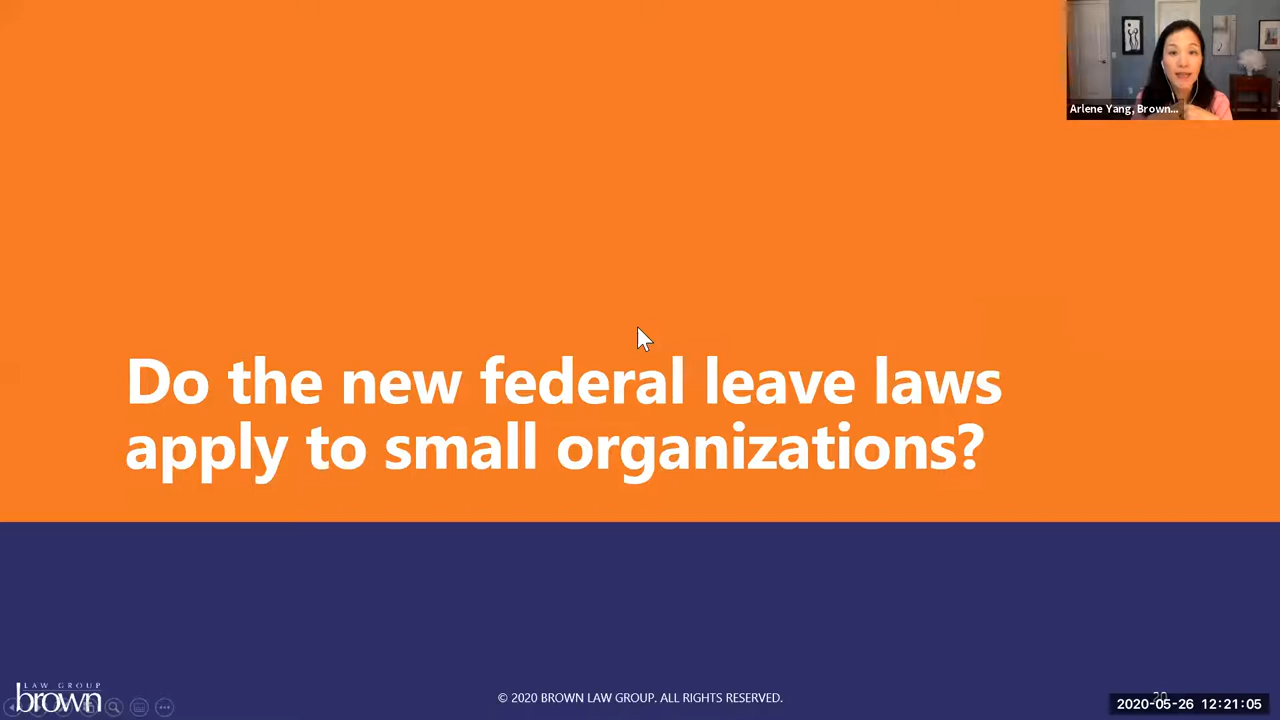 Arlene Yang, Brown...
Do the new federal leave laws
apply to small organizations?
LAW GROUP
brown
© 2020 BROWN LAW GROUP. ALL RIGHTS RESERVED.
2020-05-26 12:21:05